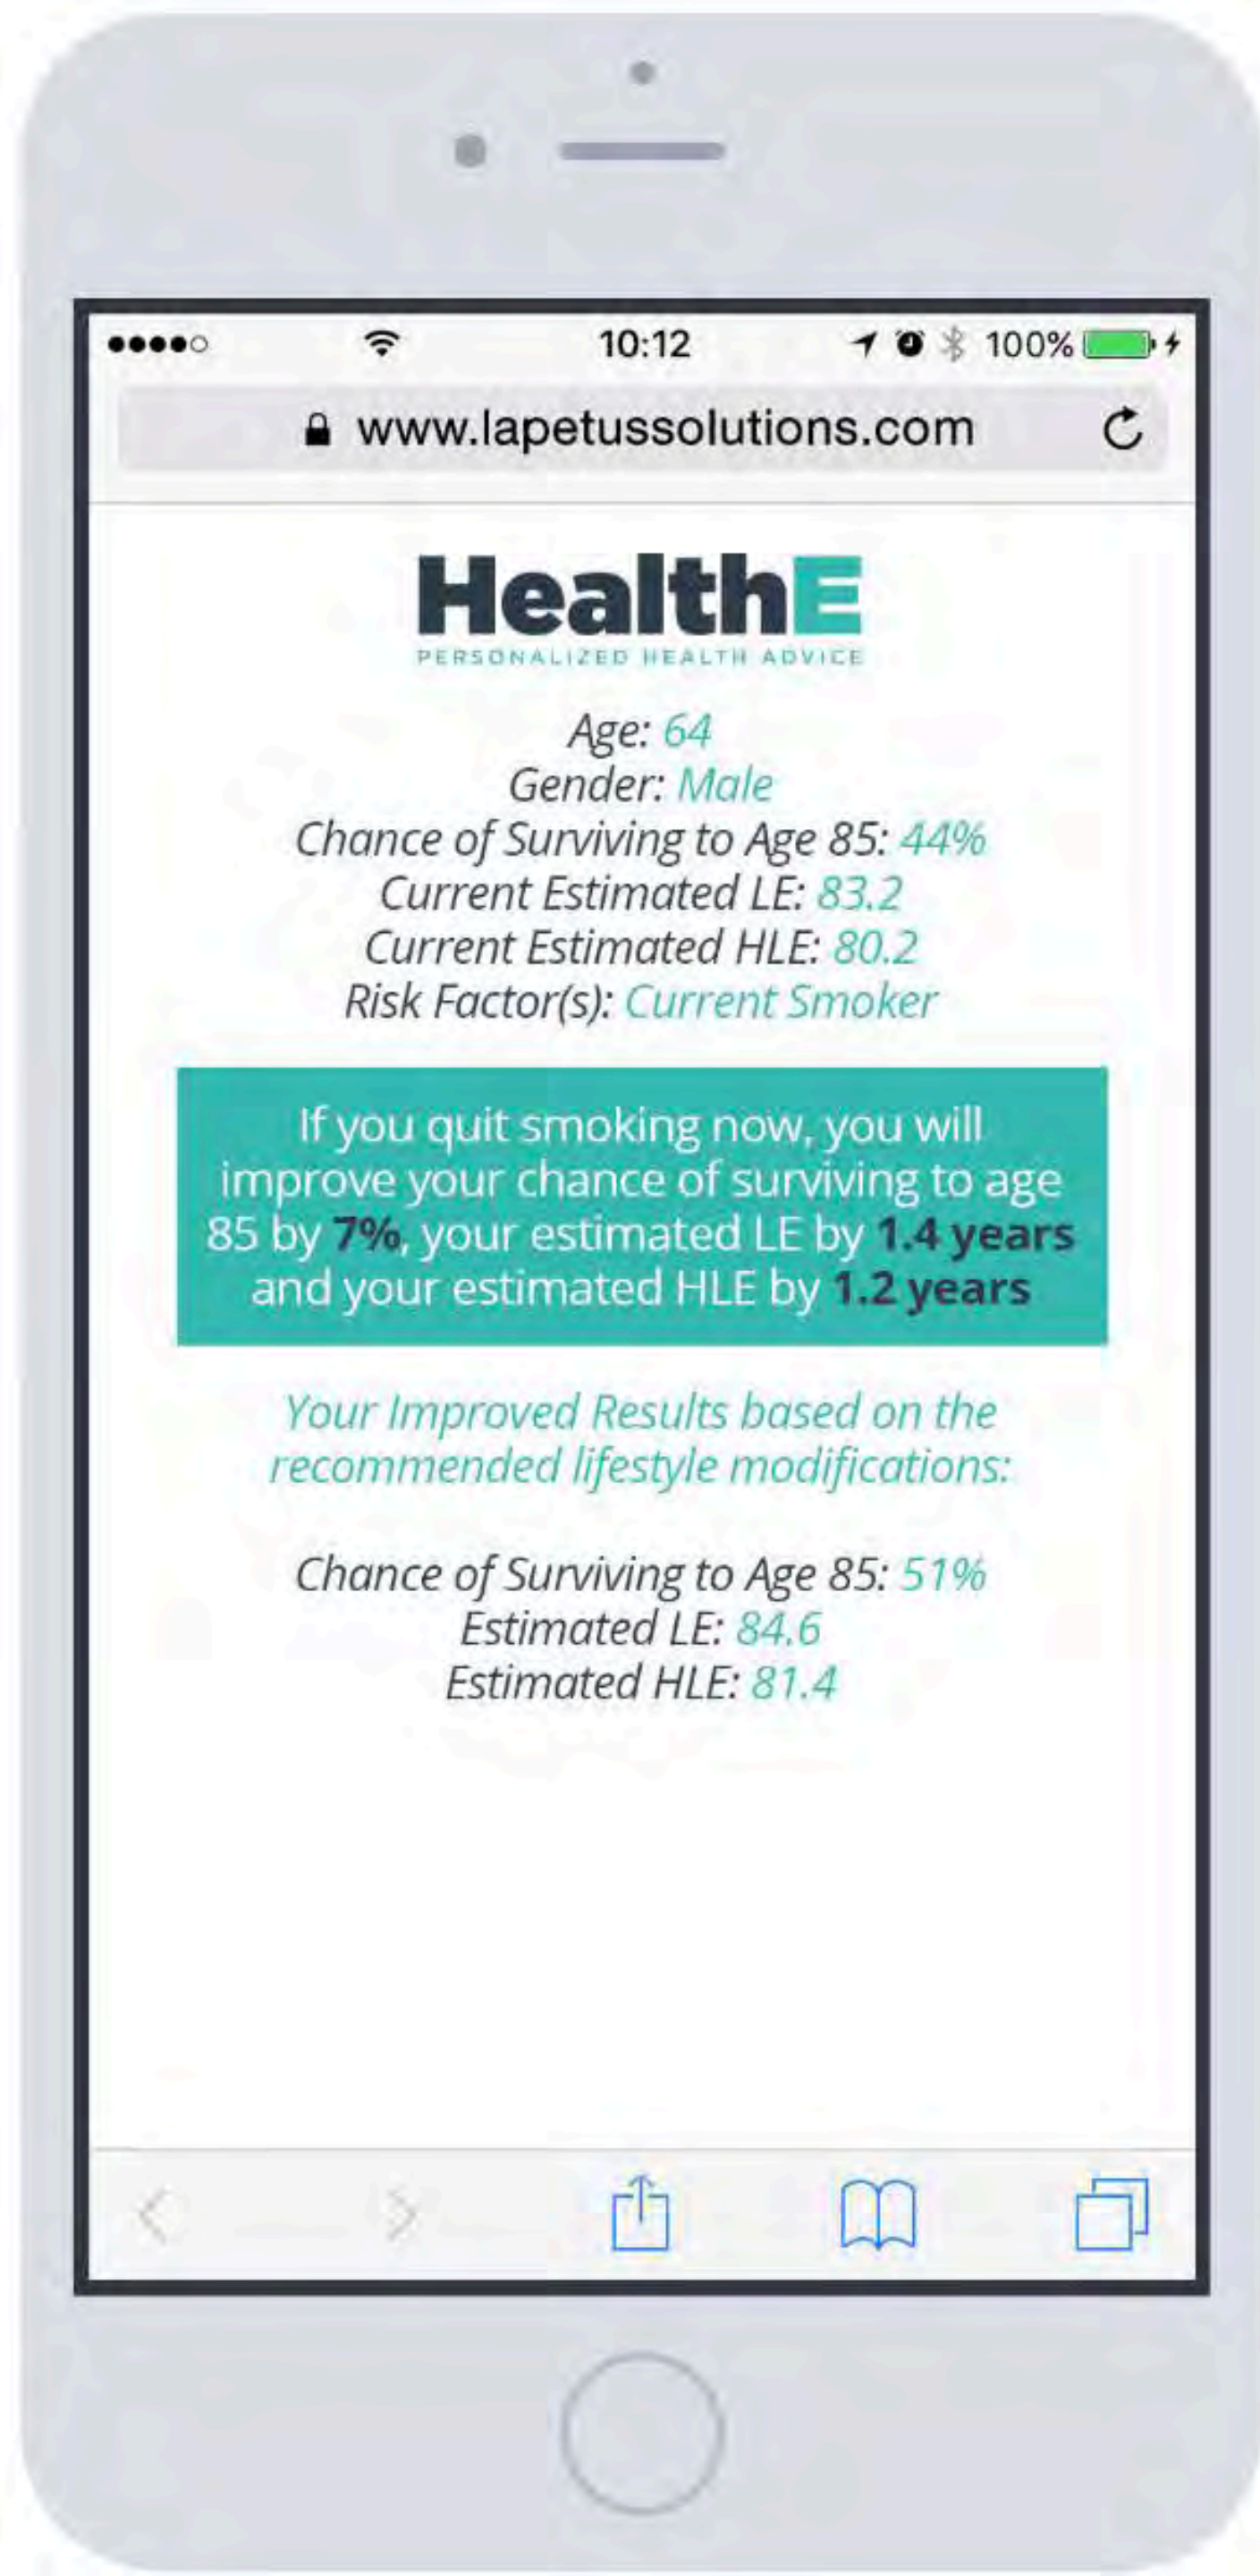 10:12
100%
www.lapetussolutions.com
HealthE
PERSONALIZED HEALTH ADVICE
Age: 64
Gender: Male
Chance of Surviving to Age 85: 44%
Current Estimated LE: 83.2
Current Estimated HLE: 80.2
Risk Factor(s): Current Smoker
If you quit smoking now, you will
improve your chance of surviving to age
85 by 7%, your estimated LE by 1.4 years
and your estimated HLE by 1.2 years
Your Improved Results based on the
recommended lifestyle modifications:
Chance of Surviving to Age 85: 51%
Estimated LE: 84.6
Estimated HLE: 81.4